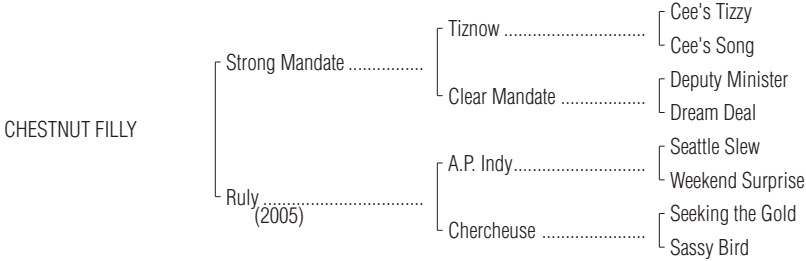 Cee's Tizzy
Tiznow ..............................
Cee's Song
Strong Mandate ................
Deputy Minister
Clear Mandate ..................
Dream Deal
CHESTNUT FILLY
Seattle Slew
A.P. Indy............................
Weekend Surprise
Ruly ..................................
(2005)
Seeking the Gold
Chercheuse ......................
Sassy Bird